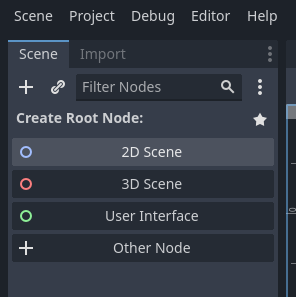 Scene Project Debug Editor Help
Scene Import
Filter Nodes
Create Root Node:
2D Scene
3D Scene
User Interface
Other Node